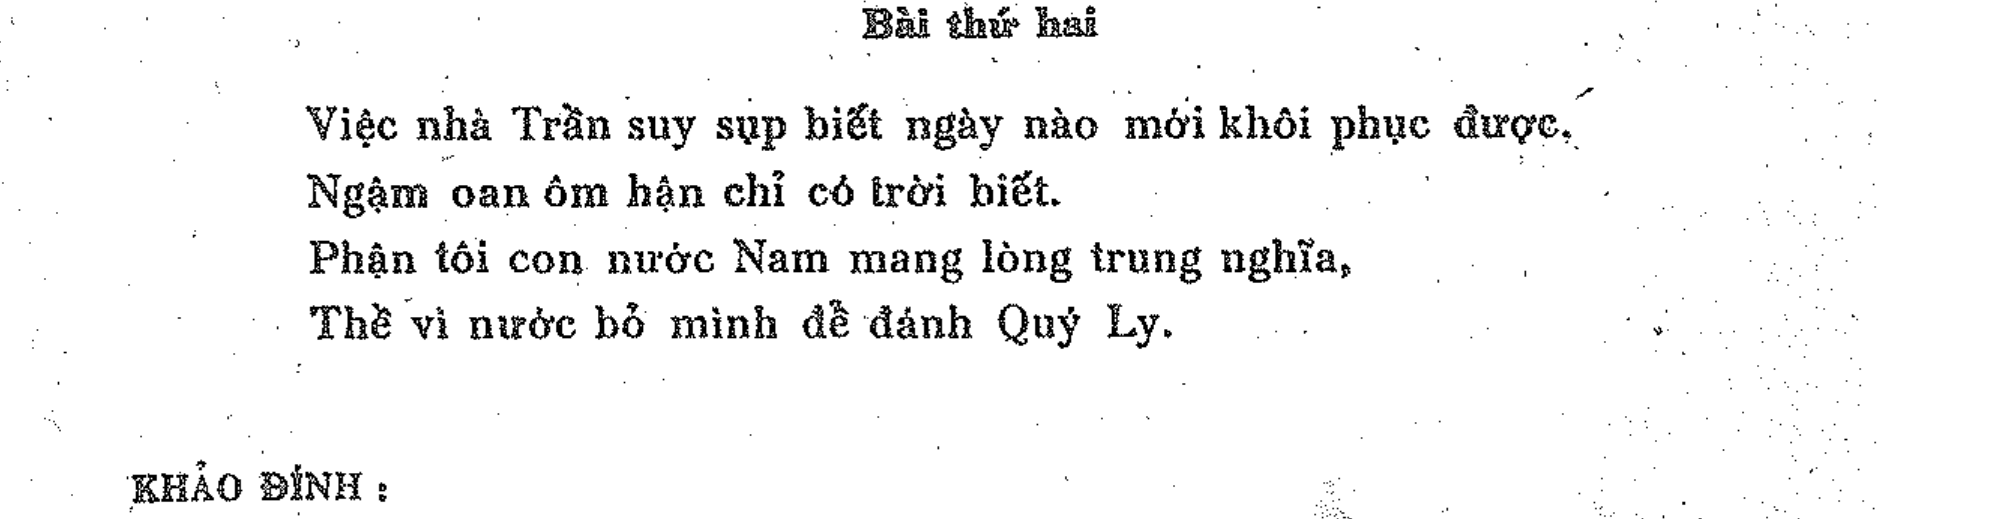 Bài thứ hai
Việc nhà Trần suy sụp biết ngày nào mới khôi phục được.
Ngậm oan ôm hận chỉ có trời biết.
Phận tôi con nước Nam mang lòng trung nghĩa,
Thề vì nước bỏ mình để đánh Quý Ly.
KHẢO ĐÍNH :